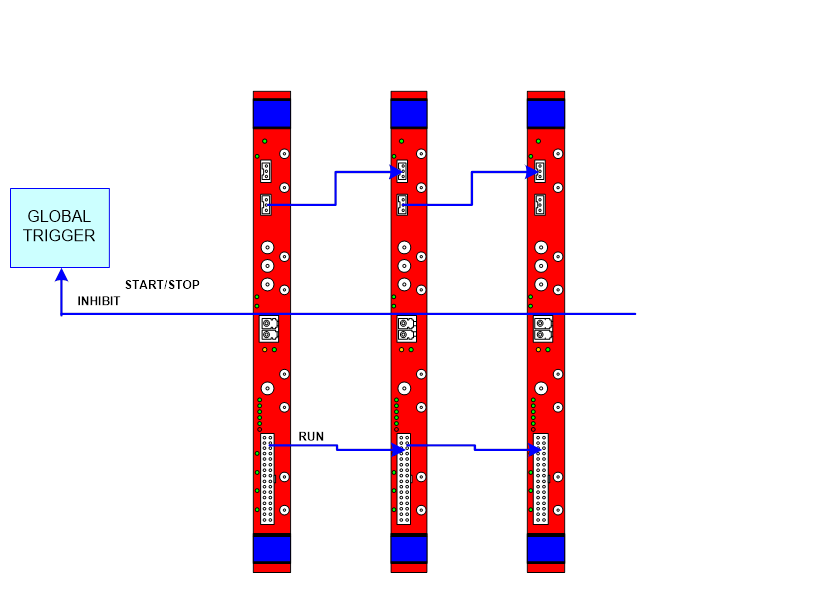 GLOBAL
TRIGGER
START/STOP
INHIBIT
RUN